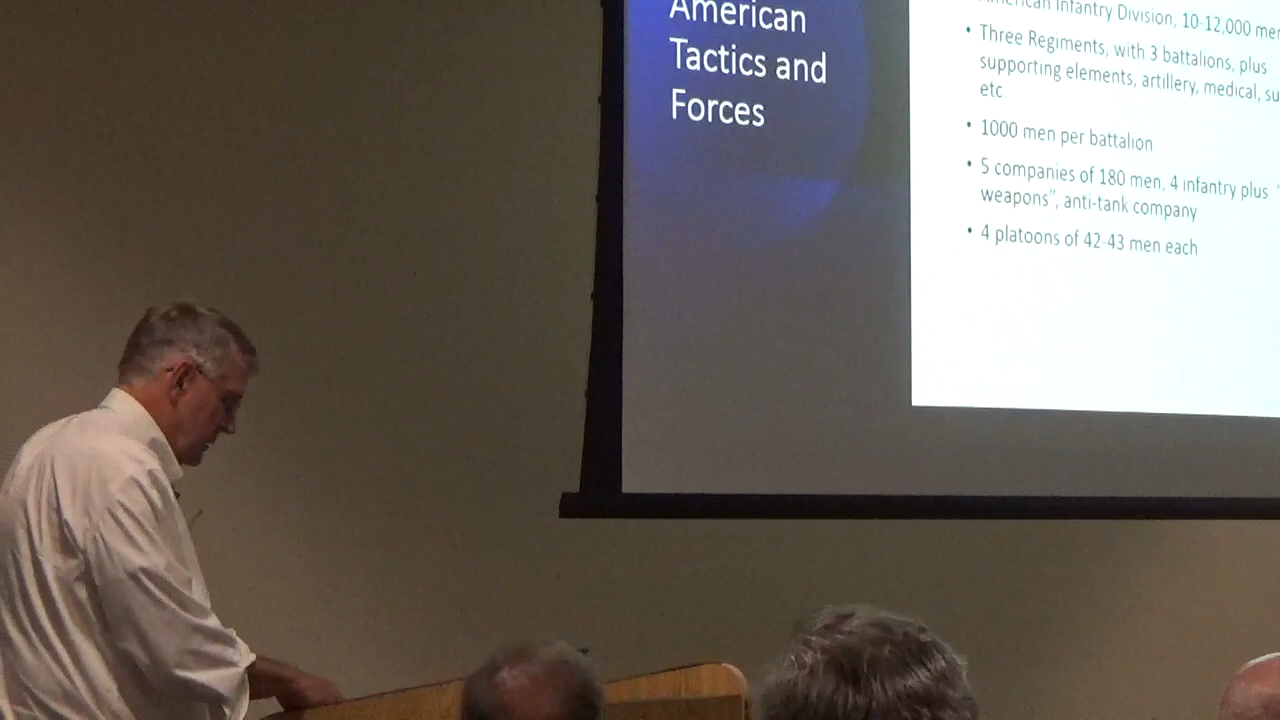 American
Tactics and
Forces
American Infantry Division, 10-12,000 men
• Three Regiments, with 3 battalions, plus
supporting elements, artillery, medical,
etc.
• 1000 men per battalion
• 5 companies of 180 men, 4 infantry plus "
weapons", anti-tank company
• 4 platoons of 42-43 men each